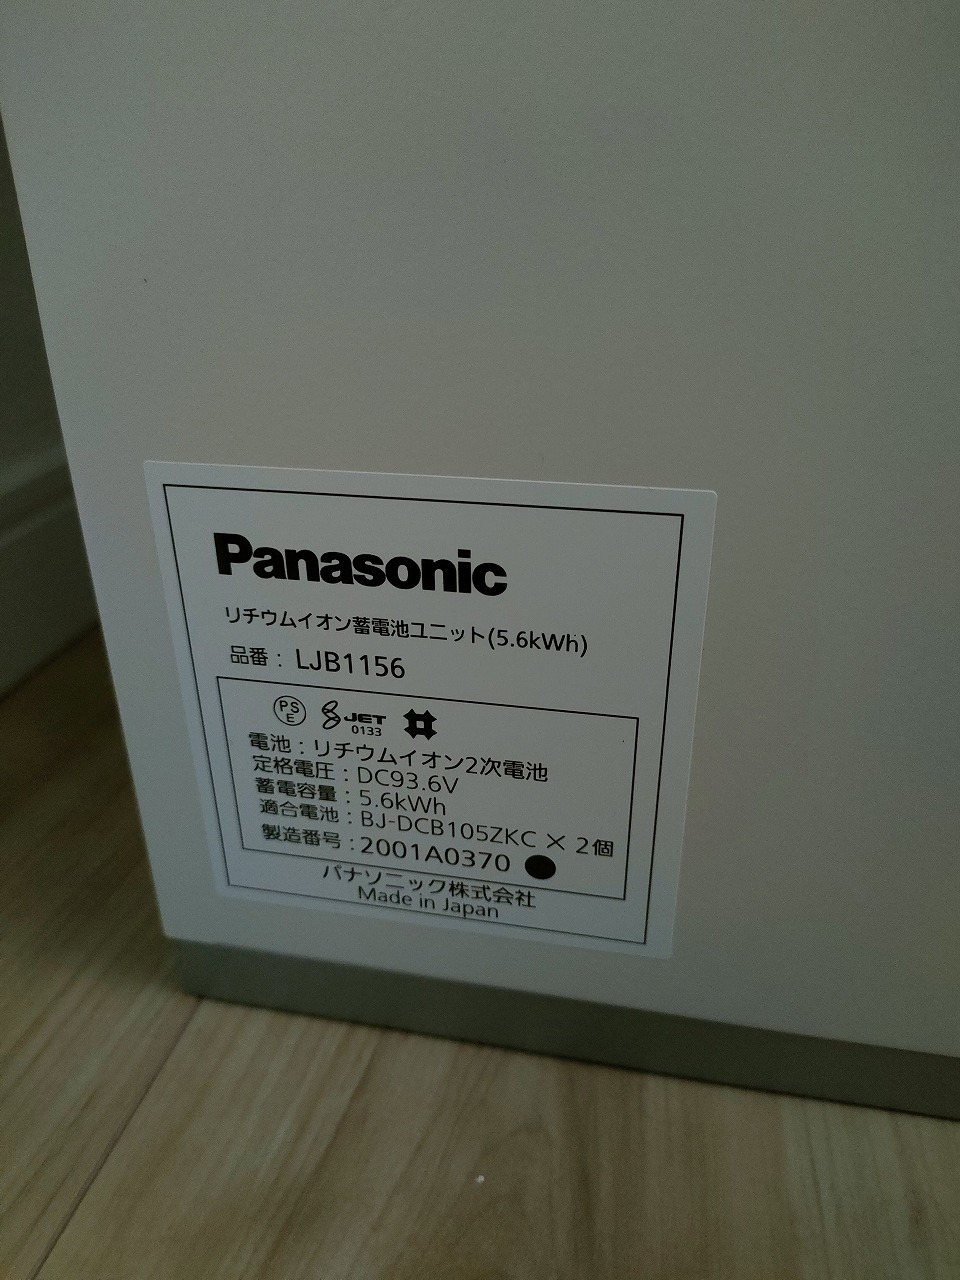 Panasonic
リチウムイオン蓄電池ユニット(5.6kWh)
品番： LJB1156
PS
E
JET
0133
電池：リチウムイオン2次電池
定格電圧：DC93.6V
蓄電容量：5.6kWh
適合電池：BJ-DCB105ZKC × 2個
製造番号：2001A0370
パナソニック株式会社
Made in Japan